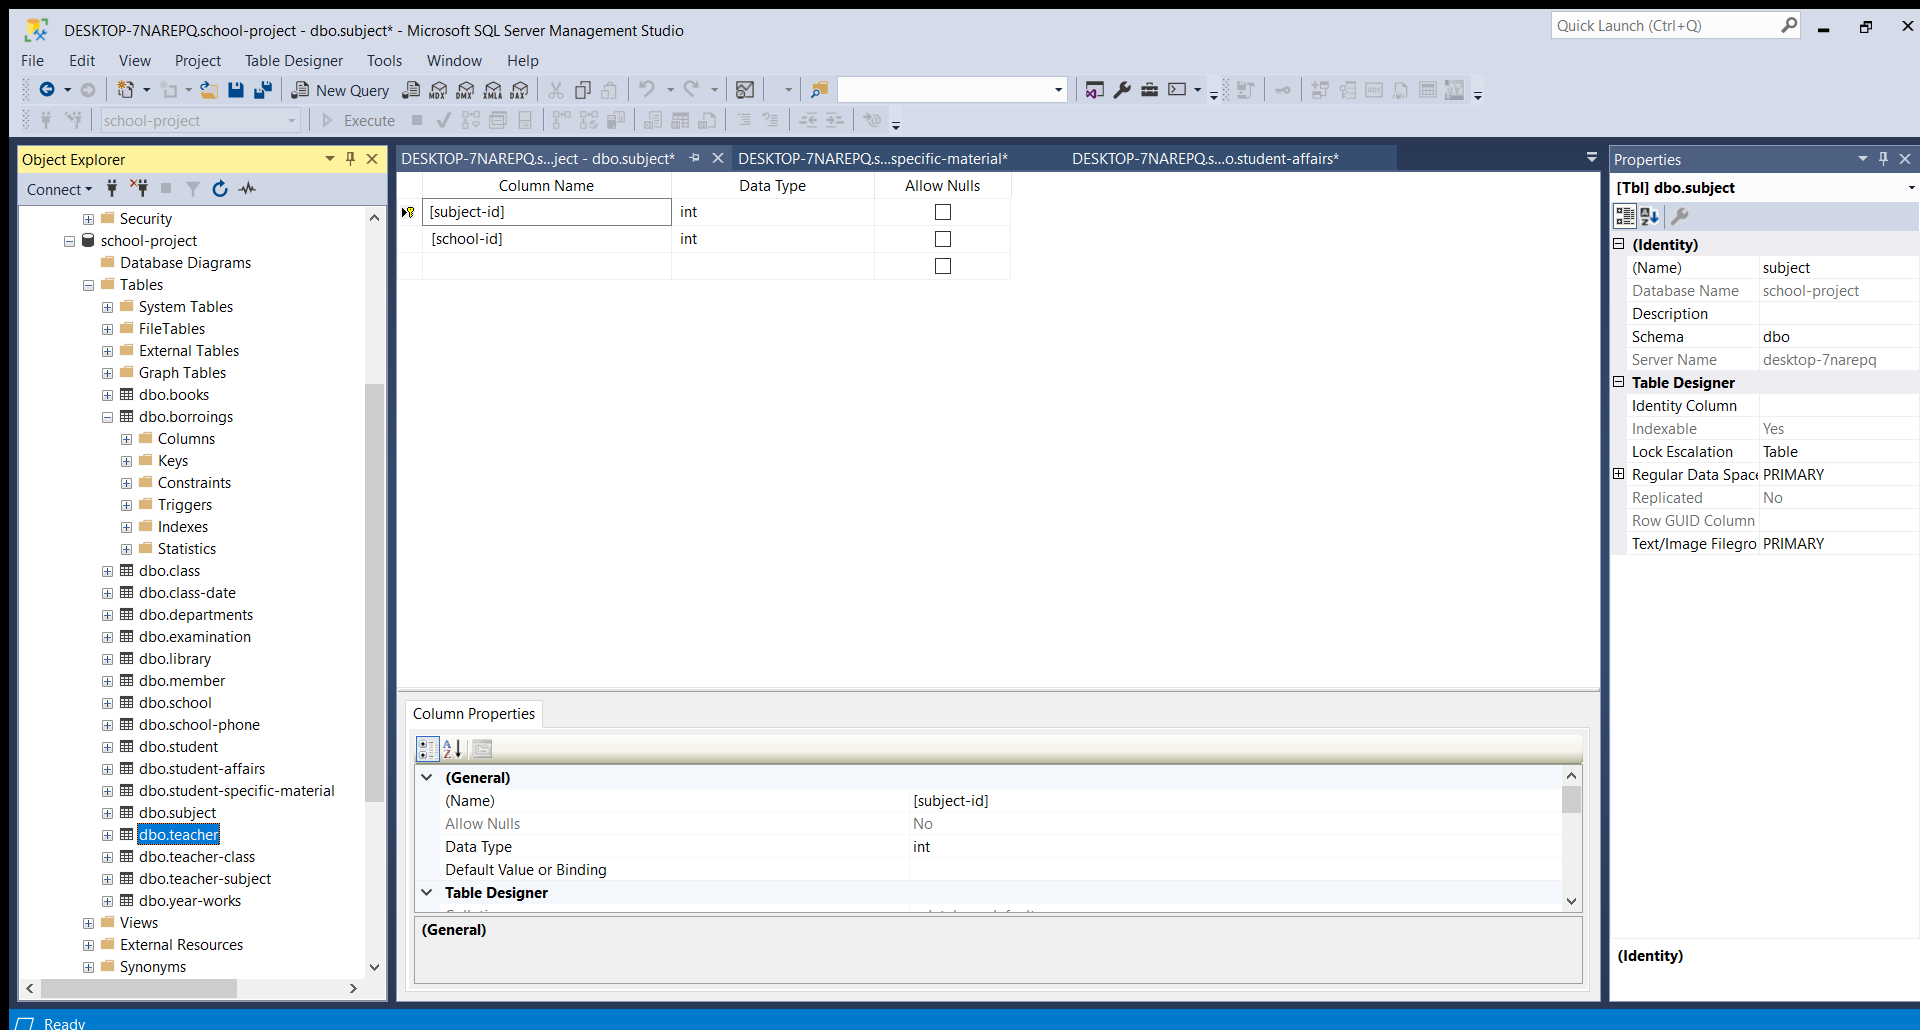 DESKTOP-7NAREPQ.school-project - dbo.subject* - Microsoft SQL Server Management Studio
Quick Launch (Ctrl+Q)
File Edit View Project Table Designer Tools Window Help
New Query MDX DMX XMLA DAX
school-project Execute
Object Explorer
Connect
Security
school-project
Database Diagrams
Tables
System Tables
FileTables
External Tables
Graph Tables
dbo.books
dbo.borroings
Columns
Keys
Constraints
Triggers
Indexes
Statistics
dbo.class
dbo.class-date
dbo.departments
dbo.examination
dbo.library
dbo.member
dbo.school
dbo.school-phone
dbo.student
dbo.student-affairs
dbo.student-specific-material
dbo.subject
dbo.teacher
dbo.teacher-class
dbo.teacher-subject
dbo.year-works
Views
External Resources
Synonyms
DESKTOP-7NAREPQ.s...ject - dbo.subject* DESKTOP-7NAREPQ.s...specific-material* DESKTOP-7NAREPQ.s...o.student-affairs*
Column Name Data Type Allow Nulls
[subject-id] int
[school-id] int
Column Properties
(General)
(Name) [subject-id]
Allow Nulls No
Data Type int
Default Value or Binding
Table Designer
(General)
Properties
[Tbl] dbo.subject
(Identity)
(Name) subject
Database Name school-project
Description
Schema dbo
Server Name desktop-7narepq
Table Designer
Identity Column
Indexable Yes
Lock Escalation Table
Regular Data Space PRIMARY
Replicated No
Row GUID Column
Text/Image Filegro PRIMARY
(Identity)
Ready